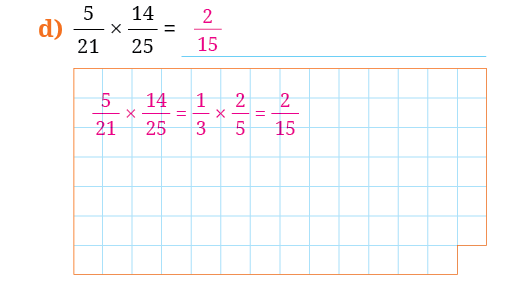 d) 5/21 × 14/25 = 2/15
5/21 × 14/25 = 1/3 × 2/5 = 2/15